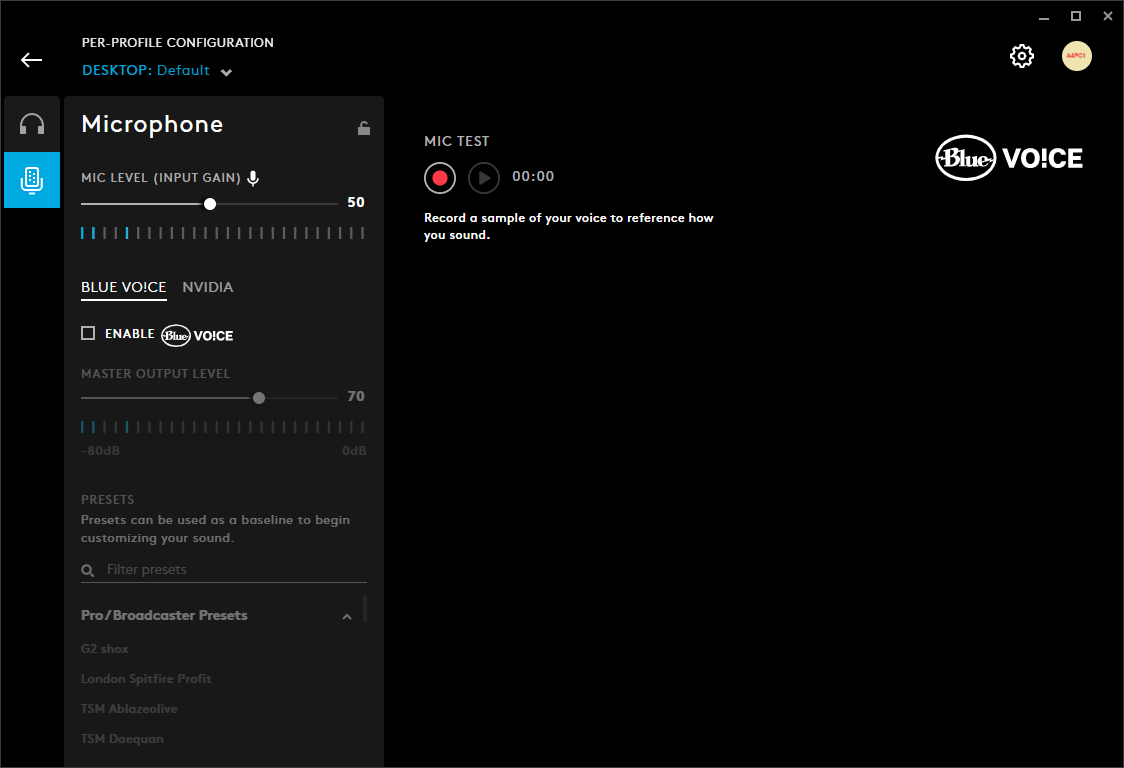 PER-PROFILE CONFIGURATION
DESKTOP: Default
Microphone
MIC LEVEL (INPUT GAIN)
50
BLUE VO!CE NVIDIA
ENABLE Blue VO!CE
MASTER OUTPUT LEVEL
70
-80dB 0dB
PRESETS
Presets can be used as a baseline to begin
customizing your sound.
Filter presets
Pro/Broadcaster Presets
G2 shox
London Spitfire Profit
TSM Ablazeolive
TSM Daequan
MIC TEST
00:00
Record a sample of your voice to reference how
you sound.
Blue VO!CE